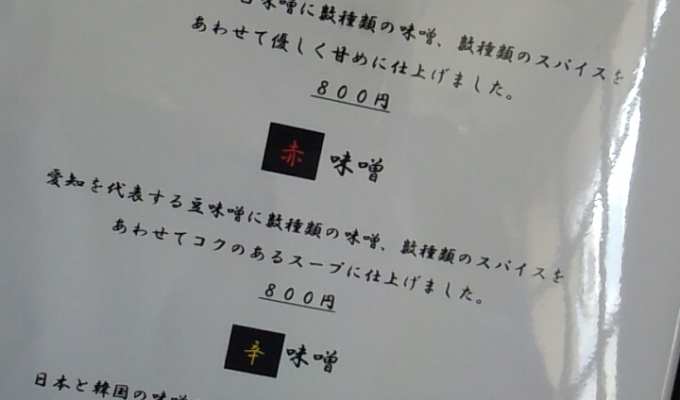 味噌に数種類の味噌、数種類のスパイスを
あわせて優しく甘めに仕上げました。
８００円
赤味噌
愛知を代表する豆味噌に数種類の味噌、数種類のスパイスを
あわせてコクのあるスープに仕上げました。
８００円
辛味噌
日本と韓国の味噌